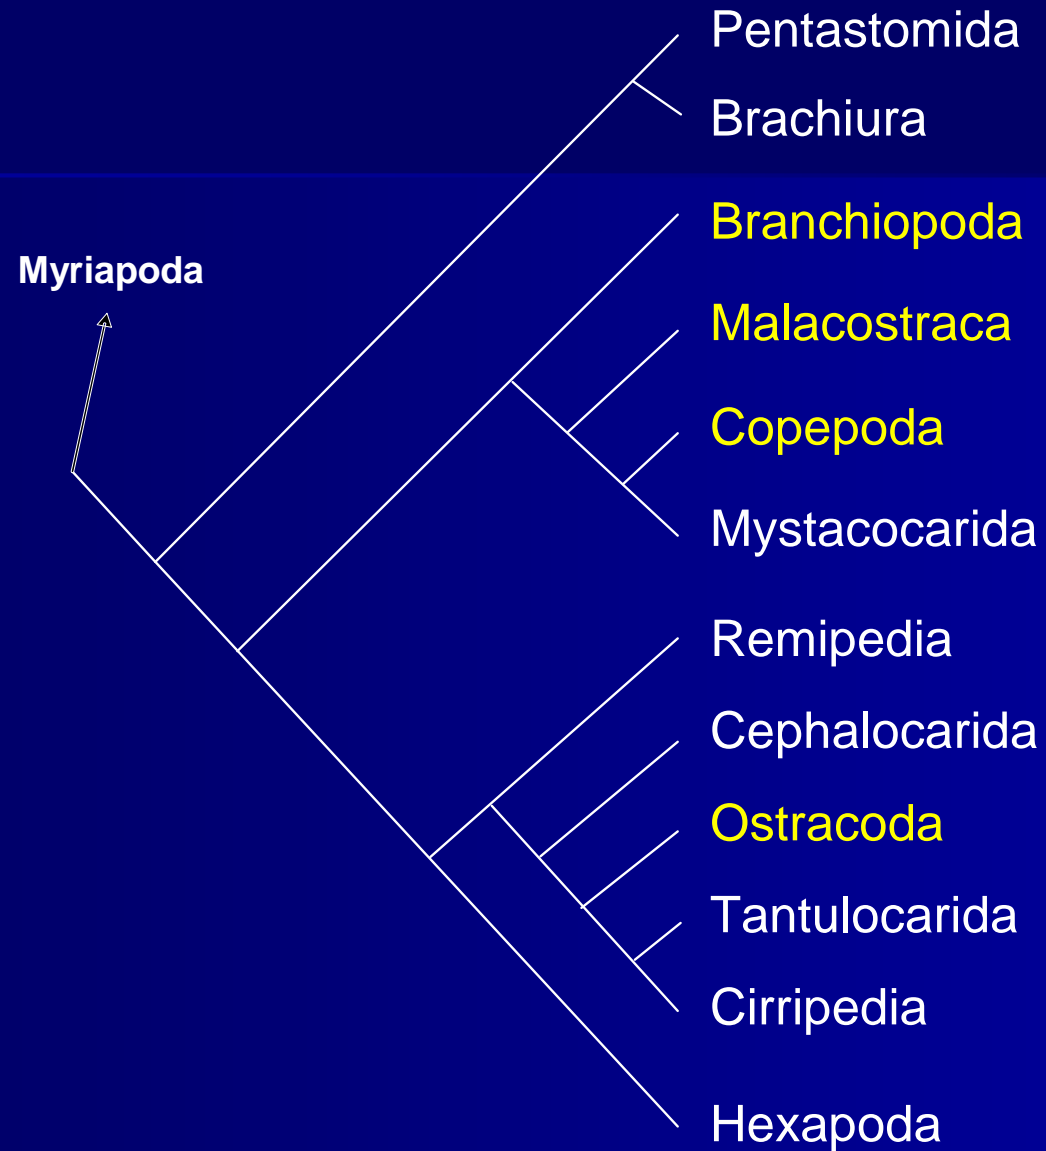 Pentastomida
Brachiura
Branchiopoda
Myriapoda
Malacostraca
Copepoda
Mystacocarida
Remipedia
Cephalocarida
Ostracoda
Tantulocarida
Cirripedia
Hexapoda